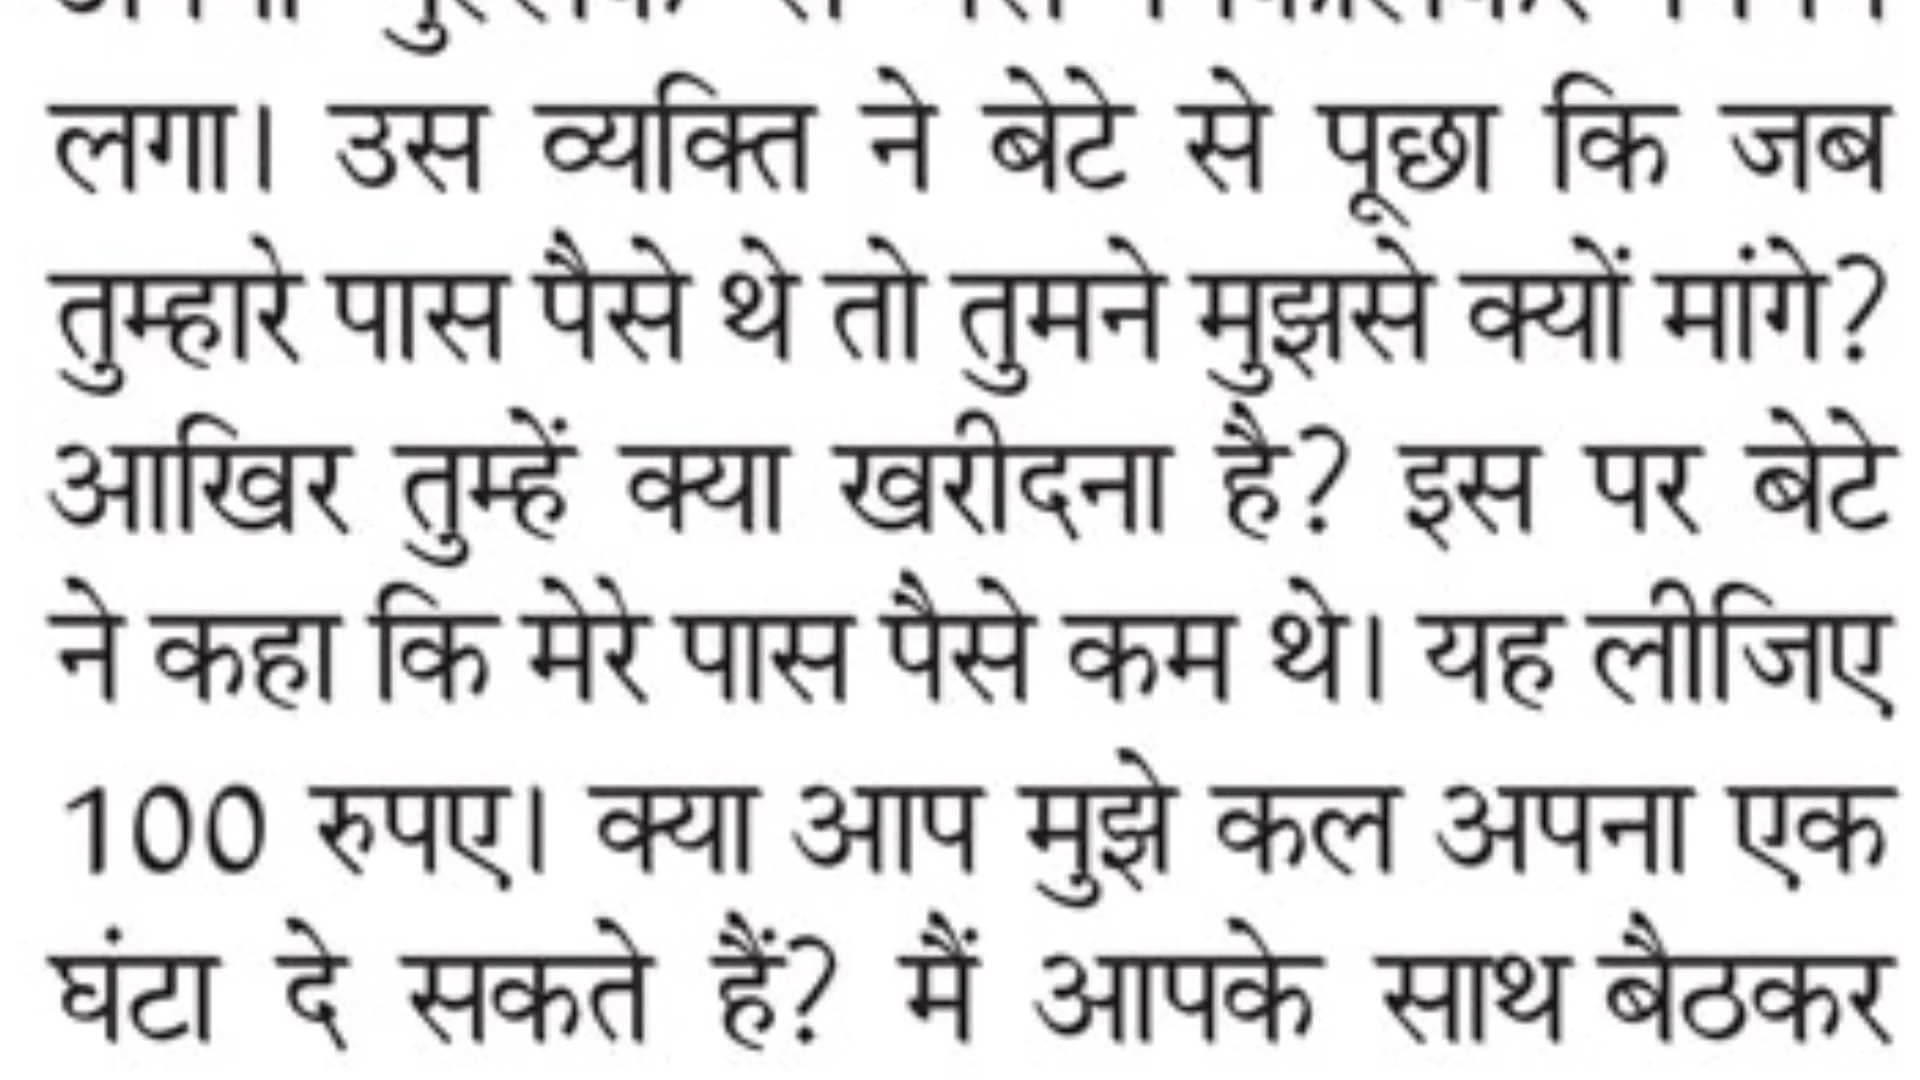 लगा। उस व्यक्ति ने बेटे से पूछा कि जब
तुम्हारे पास पैसे थे तो तुमने मुझसे क्यों मांगे?
आखिर तुम्हें क्या खरीदना है? इस पर बेटे
ने कहा कि मेरे पास पैसे कम थे। यह लीजिए
100 रुपए। क्या आप मुझे कल अपना एक
घंटा दे सकते हैं? मैं आपके साथ बैठकर